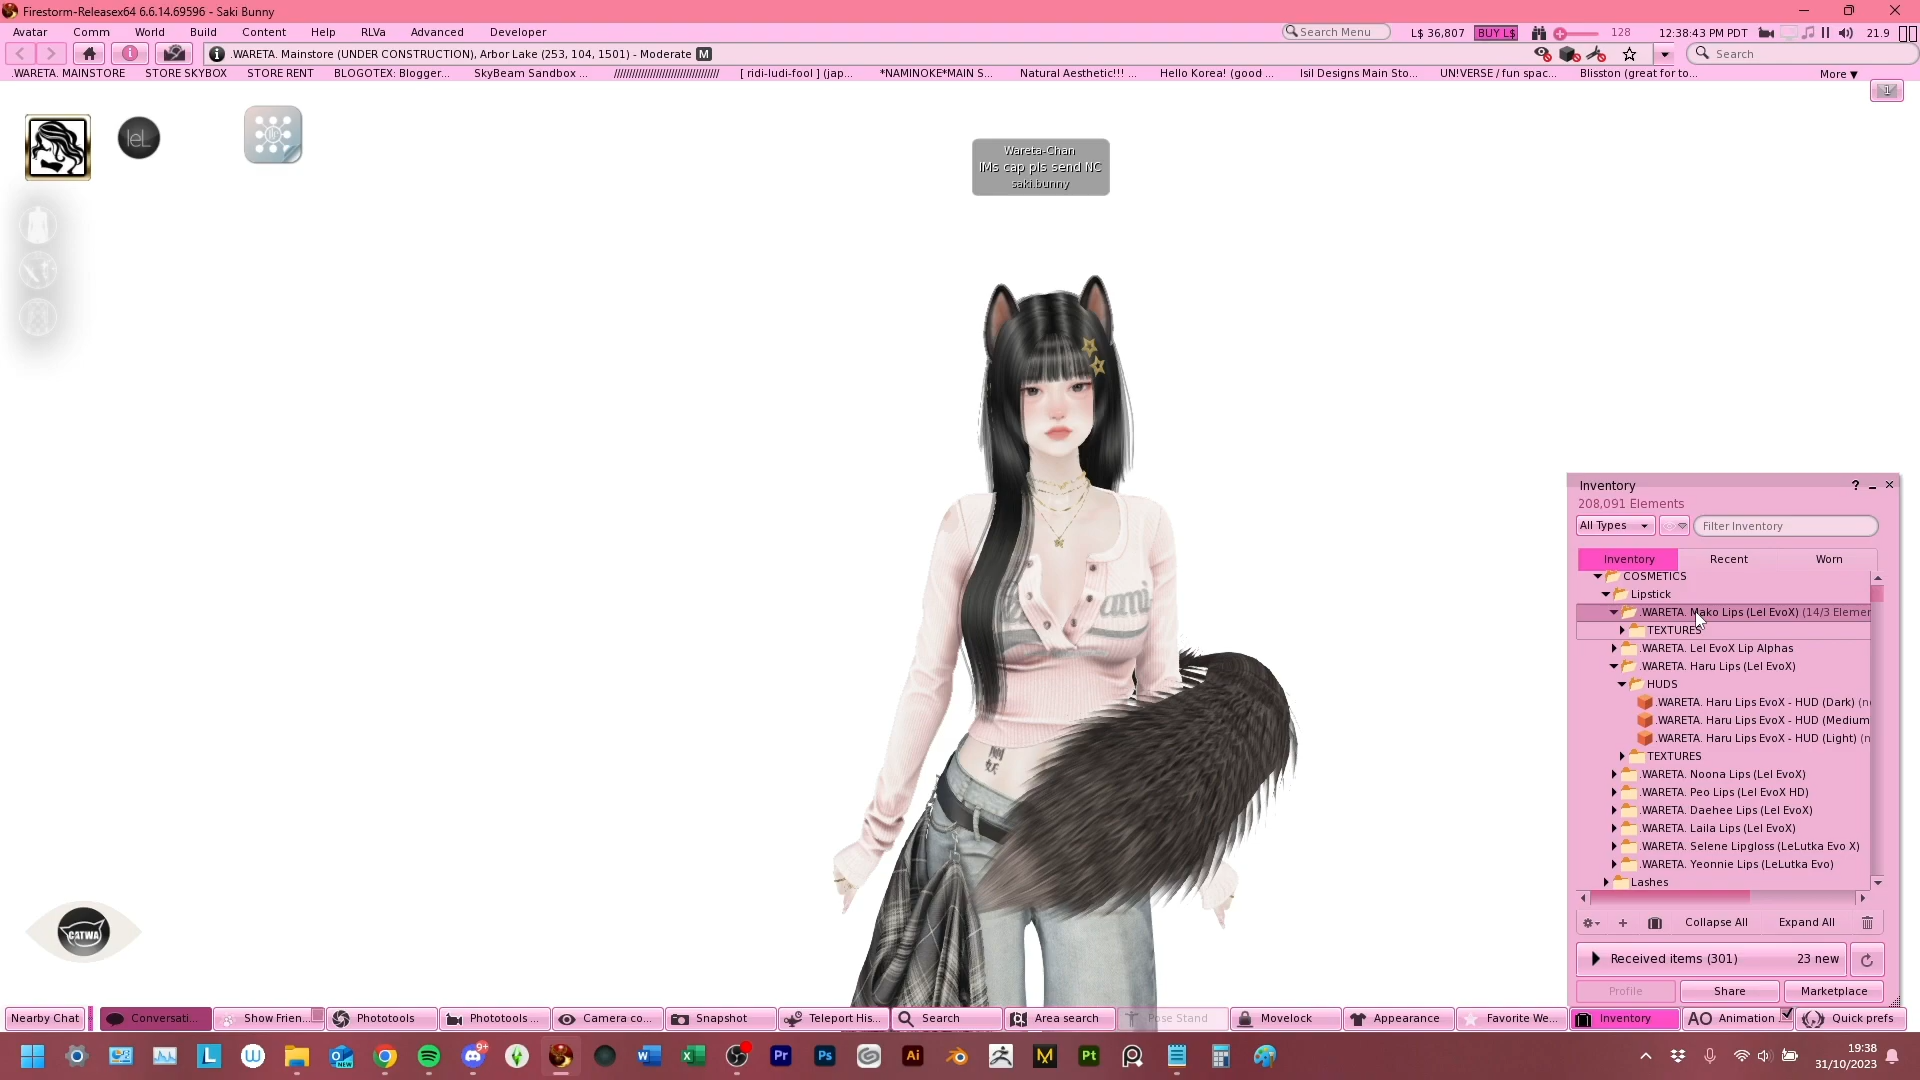 Firestorm-Releasex64 6.6.14.69596 - Saki Bunny
Avatar Comm World Build Content Help RLVa Advanced Developer
Search Menu
L$ 36,807
BUY L$
128
12:38:43 PM PDT
21.9
.WARETA. Mainstore (UNDER CONSTRUCTION), Arbor Lake (253, 104, 1501) - Moderate M
Search
.WARETA. MAINSTORE STORE SKYBOX STORE RENT BLOGOTEX: Blogger... SkyBeam Sandbox ... //////////////////////////////////// [ ridi-ludi-fool ] (jap... *NAMINOKE*MAIN S... Natural Aesthetic!!! ... Hello Korea! (good ... Isil Designs Main Sto... UN!VERSE / fun spac... Blisston (great for to... More ▼
1
leL
Wareta-Chan
IMs cap pls send NC
saki.bunny
CATWA
Inventory ?
208,091 Elements
All Types
Filter Inventory
Inventory Recent Worn
COSMETICS
Lipstick
.WARETA. Mako Lips (Lel EvoX) (14/3 Elemen
TEXTURES
.WARETA. Lel EvoX Lip Alphas
.WARETA. Haru Lips (Lel EvoX)
HUDS
.WARETA. Haru Lips EvoX - HUD (Dark) (n
.WARETA. Haru Lips EvoX - HUD (Medium
.WARETA. Haru Lips EvoX - HUD (Light) (n
TEXTURES
.WARETA. Noona Lips (Lel EvoX)
.WARETA. Peo Lips (Lel EvoX HD)
.WARETA. Daehee Lips (Lel EvoX)
.WARETA. Laila Lips (Lel EvoX)
.WARETA. Selene Lipgloss (LeLutka Evo X)
.WARETA. Yeonnie Lips (LeLutka Evo)
Lashes
Collapse All Expand All
Received items (301) 23 new
Profile Share Marketplace
Nearby Chat Conversati... Show Frien... Phototools Phototools ... Camera co... Snapshot Teleport His... Search Area search Pose Stand Movelock Appearance Favorite We... Inventory AO Animation Quick prefs
NEW
9+
Pr
Ps
Ai
Pt
19:38
31/10/2023